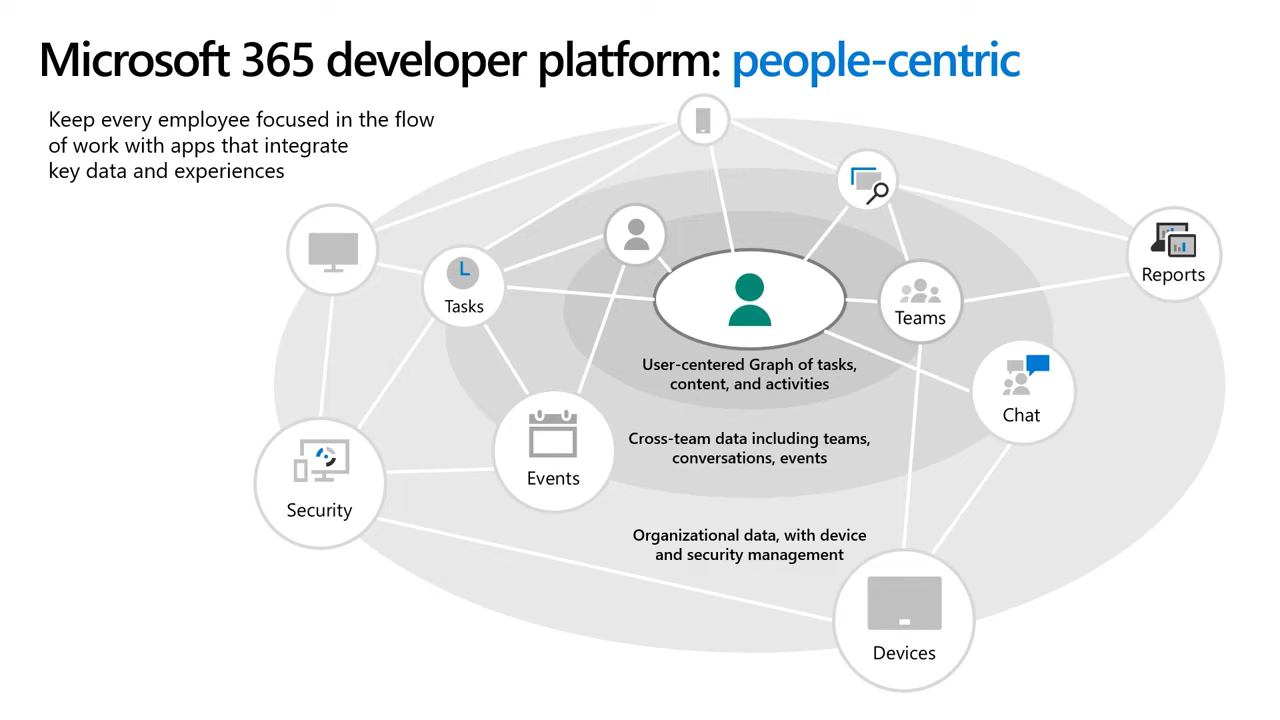 Microsoft 365 developer platform: people-centric
Keep every employee focused in the flow
of work with apps that integrate
key data and experiences
Reports
Tasks
Teams
User-centered Graph of tasks,
content, and activities
Chat
Cross-team data including teams,
conversations, events
Events
Security
Organizational data, with device
and security management
Devices